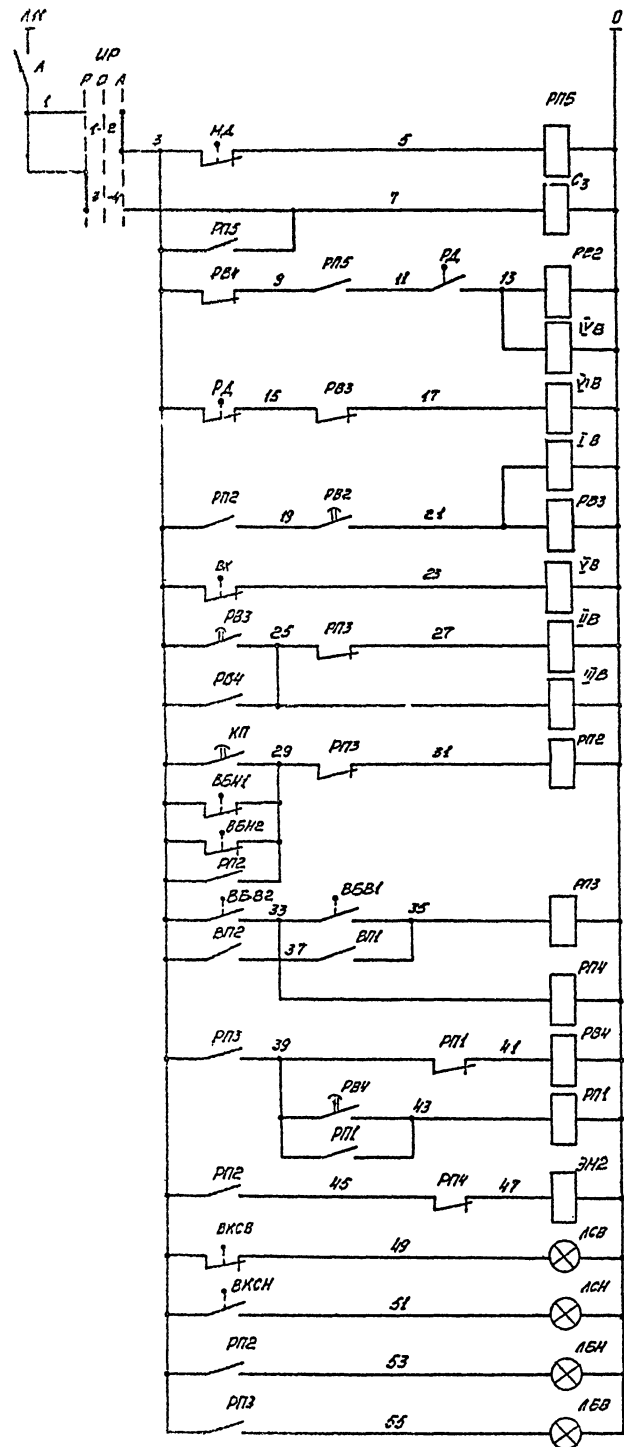 ЛN О
А УР
Р О А
1
1 2 РП5
3 МД 5
3 4 С3
7
РП5
РВ4 9 РП5 11 РД 13 РВ2
IVВ
РД 15 РВ3 17 VIВ
IВ
РП2 19 РВ2 21 РВ3
ВК 23 VВ
РВ3 25 РП3 27 IIВ
РВ4 IIIВ
КП 29 РП3 31 РП2
ВБН1
ВБН2
РП2
ВБВ2 33 ВБВ1 35 РП3
ВП2 37 ВП1
РП4
РП3 39 РП1 41 РВ4
РВ4 43 РП1
РП1
РП2 45 РП4 47 ЭН2
ВКСВ 49 ЛСВ
ВКСН 51 ЛСН
РП2 53 ЛБН
РП3 55 ЛБВ